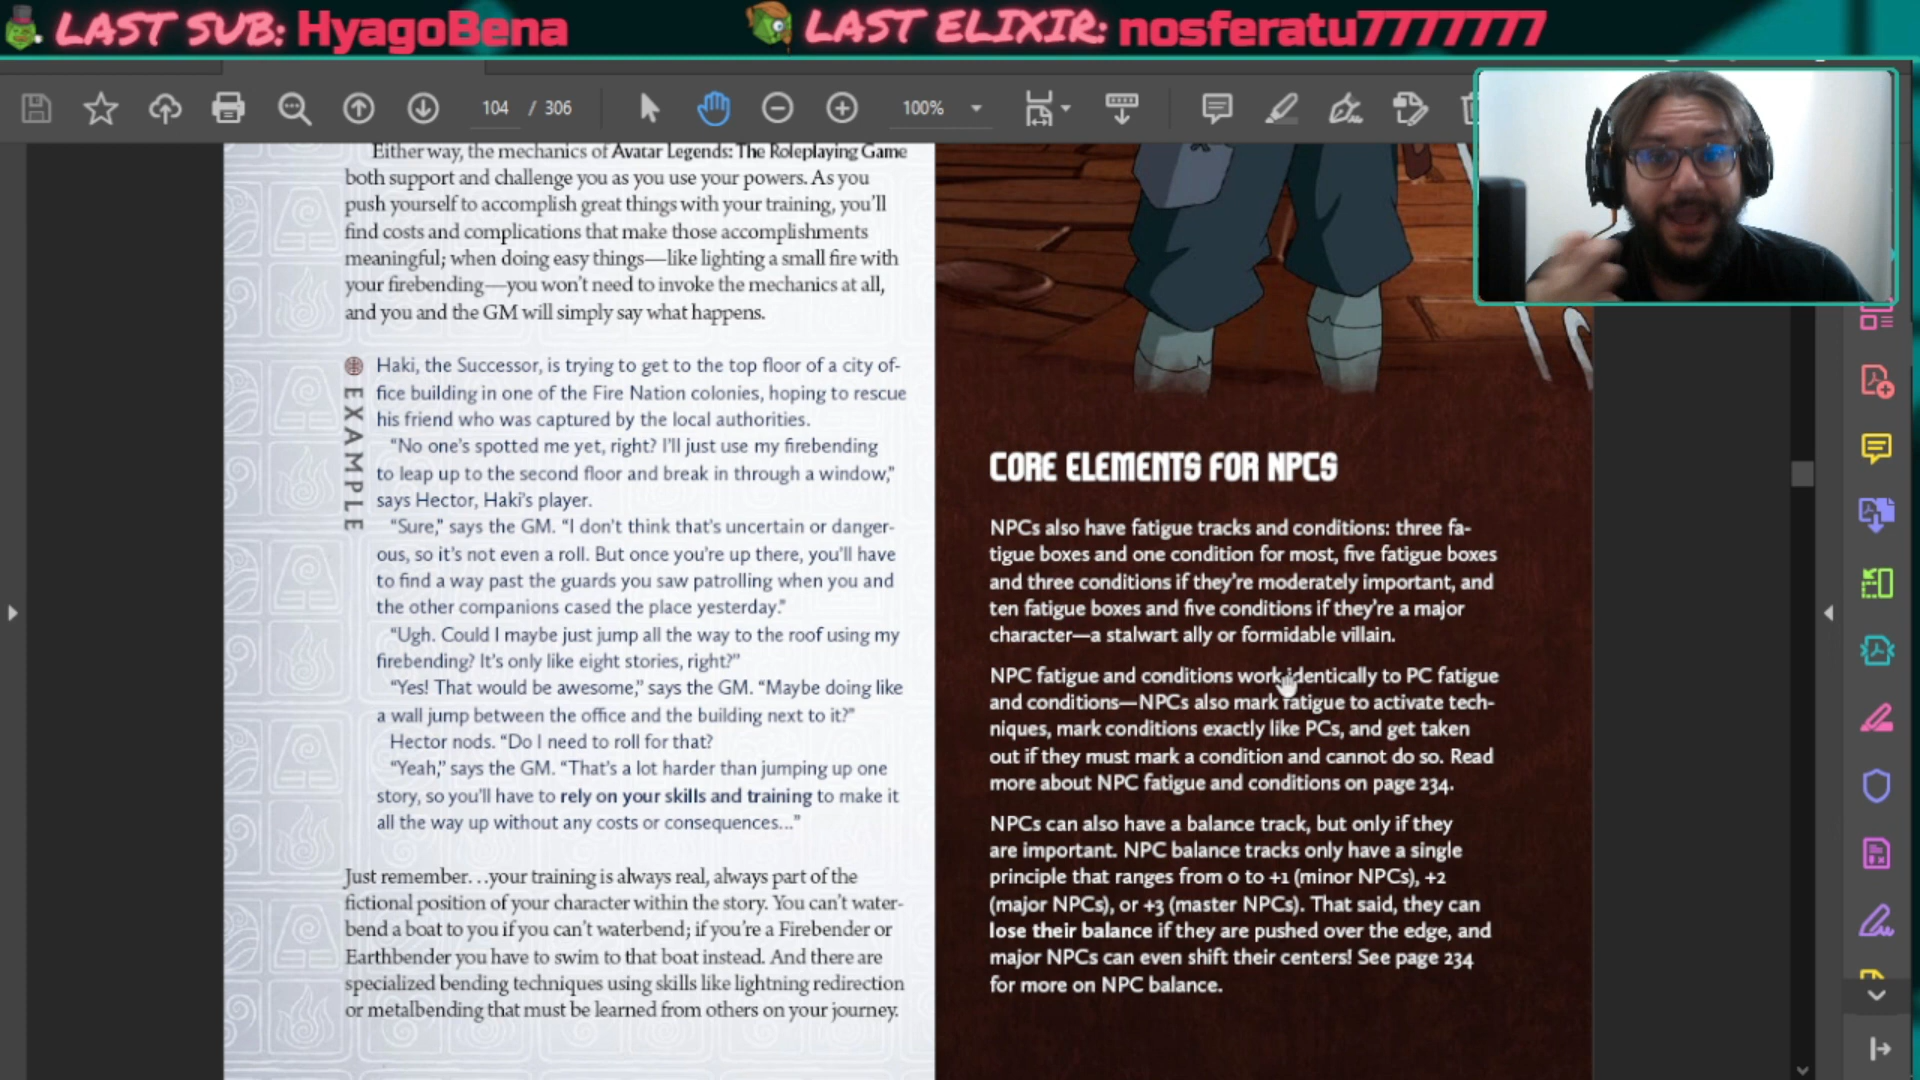 LAST SUB: HyagoBena
LAST ELIXIR: nosferatu7777777
104 / 306
100%
Either way, the mechanics of Avatar Legends: The Roleplaying Game
both support and challenge you as you use your powers. As you
push yourself to accomplish great things with your training, you'll
find costs and complications that make those accomplishments
meaningful; when doing easy things—like lighting a small fire with
your firebending—you won't need to invoke the mechanics at all,
and you and the GM will simply say what happens.
EXAMPLE
Haki, the Successor, is trying to get to the top floor of a city of-
fice building in one of the Fire Nation colonies, hoping to rescue
his friend who was captured by the local authorities.
"No one's spotted me yet, right? I'll just use my firebending
to leap up to the second floor and break in through a window,"
says Hector, Haki's player.
"Sure," says the GM. "I don't think that's uncertain or danger-
ous, so it's not even a roll. But once you're up there, you'll have
to find a way past the guards you saw patrolling when you and
the other companions cased the place yesterday."
"Ugh. Could I maybe just jump all the way to the roof using my
firebending? It's only like eight stories, right?"
"Yes! That would be awesome," says the GM. "Maybe doing like
a wall jump between the office and the building next to it?"
Hector nods. "Do I need to roll for that?
"Yeah," says the GM. "That's a lot harder than jumping up one
story, so you'll have to rely on your skills and training to make it
all the way up without any costs or consequences..."
Just remember...your training is always real, always part of the
fictional position of your character within the story. You can't water-
bend a boat to you if you can't waterbend; if you're a Firebender or
Earthbender you have to swim to that boat instead. And there are
specialized bending techniques using skills like lightning redirection
or metalbending that must be learned from others on your journey.
CORE ELEMENTS FOR NPCS
NPCs also have fatigue tracks and conditions: three fa-
tigue boxes and one condition for most, five fatigue boxes
and three conditions if they're moderately important, and
ten fatigue boxes and five conditions if they're a major
character—a stalwart ally or formidable villain.
NPC fatigue and conditions work identically to PC fatigue
and conditions—NPCs also mark fatigue to activate tech-
niques, mark conditions exactly like PCs, and get taken
out if they must mark a condition and cannot do so. Read
more about NPC fatigue and conditions on page 234.
NPCs can also have a balance track, but only if they
are important. NPC balance tracks only have a single
principle that ranges from 0 to +1 (minor NPCs), +2
(major NPCs), or +3 (master NPCs). That said, they can
lose their balance if they are pushed over the edge, and
major NPCs can even shift their centers! See page 234
for more on NPC balance.